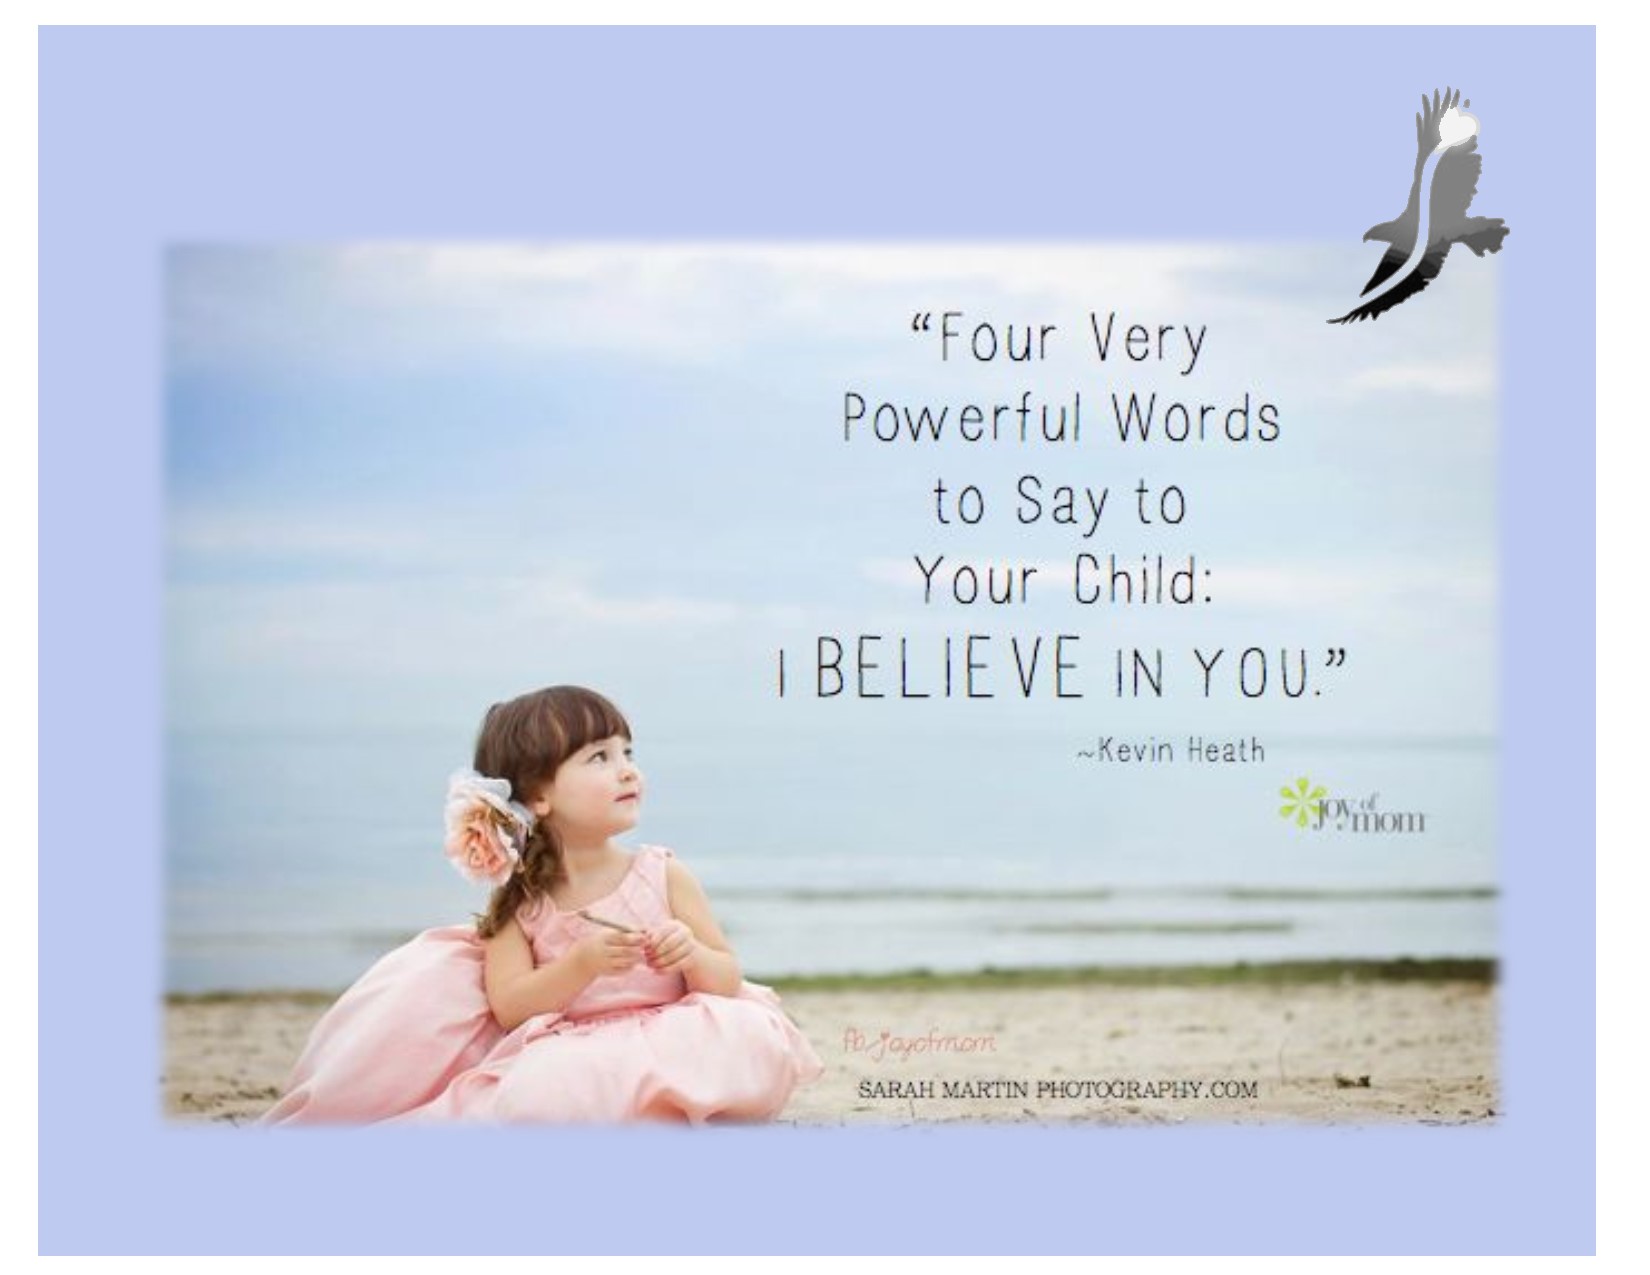 “Four Very
Powerful Words
to Say to
Your Child:
I BELIEVE IN YOU.”
~Kevin Heath
joy of mom
fb/joyofmom
SARAH MARTIN PHOTOGRAPHY.COM